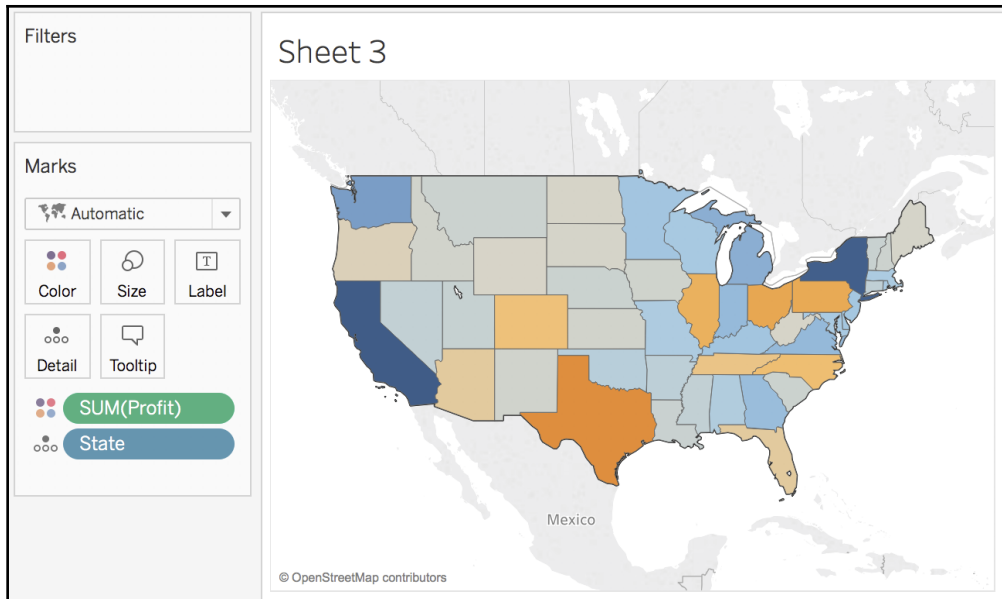 Filters
Marks
Automatic
Color Size Label
T
Detail Tooltip
SUM(Profit)
State
Sheet 3
Mexico
© OpenStreetMap contributors